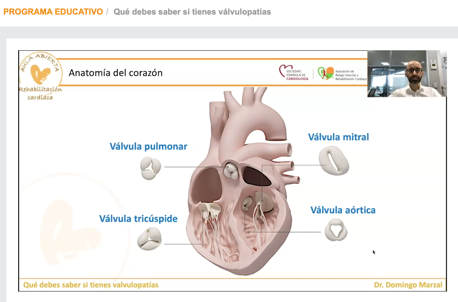 PROGRAMA EDUCATIVO / Qué debes saber si tienes válvulopatías
AULA ABIERTA
Rehabilitación
cardíaca
Anatomía del corazón
SOCIEDAD
ESPAÑOLA DE
CARDIOLOGÍA
Asociación de
Riesgo Vascular y
Rehabilitación Cardíaca
Válvula pulmonar
Válvula mitral
Válvula tricúspide
Válvula aórtica
Qué debes saber si tienes valvulopatías
Dr. Domingo Marzal